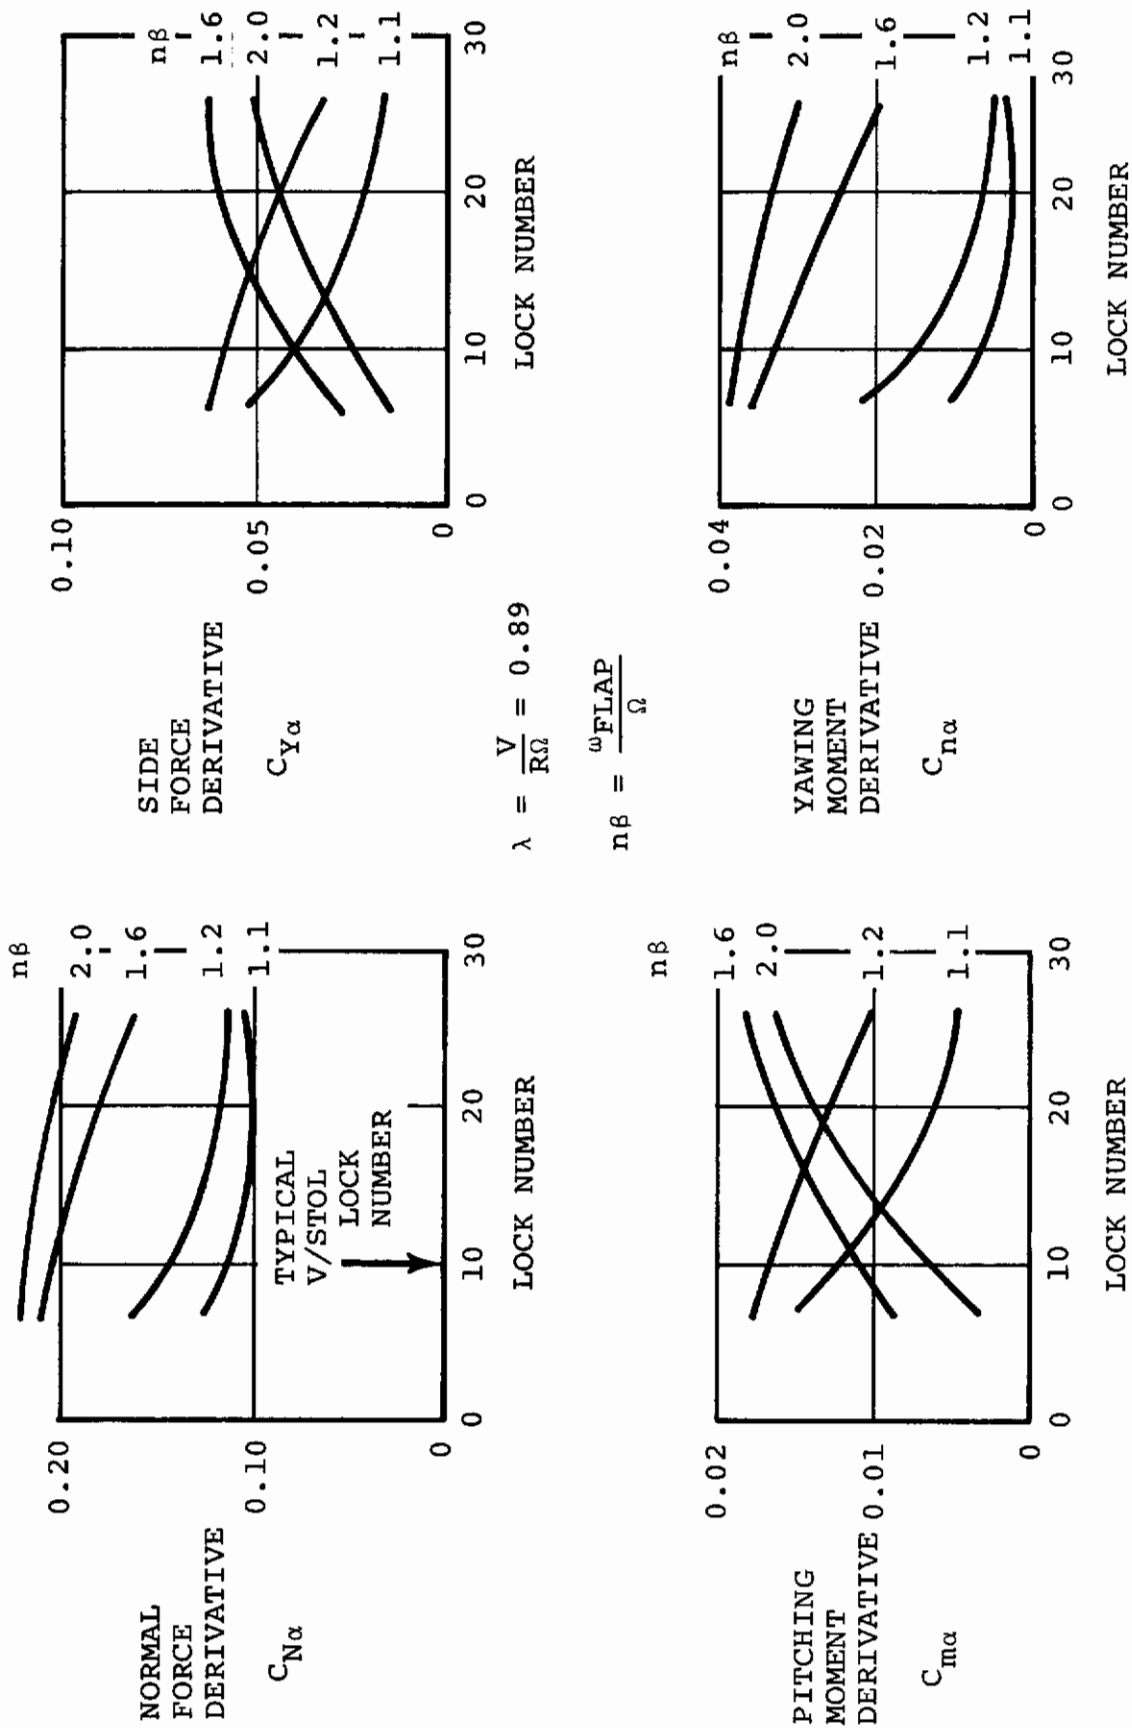 NORMAL
FORCE
DERIVATIVE
CNα
0.20
0.10
0
nβ
2.0
1.6
1.2
1.1
TYPICAL
V/STOL
LOCK
NUMBER
0
10
20
30
LOCK NUMBER
SIDE
FORCE
DERIVATIVE
CYα
0.10
0.05
0
nβ
1.6
2.0
1.2
1.1
0
10
20
30
LOCK NUMBER
λ = V/RΩ = 0.89
nβ = ωFLAP/Ω
PITCHING
MOMENT
DERIVATIVE
Cmα
0.02
0.01
0
nβ
1.6
2.0
1.2
1.1
0
10
20
30
LOCK NUMBER
YAWING
MOMENT
DERIVATIVE
Cnα
0.04
0.02
0
nβ
2.0
1.6
1.2
1.1
0
10
20
30
LOCK NUMBER